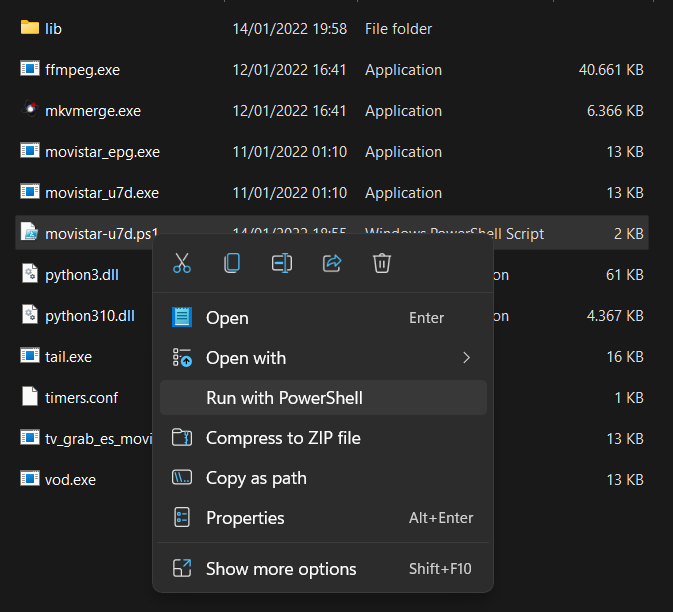 lib 14/01/2022 19:58 File folder
ffmpeg.exe 12/01/2022 16:41 Application 40.661 KB
mkvmerge.exe 12/01/2022 16:41 Application 6.366 KB
movistar_epg.exe 11/01/2022 01:10 Application 13 KB
movistar_u7d.exe 11/01/2022 01:10 Application 13 KB
movistar-u7d.ps1 14/01/2022 18:55 Windows PowerShell Script 2 KB
python3.dll on 61 KB
python310.dll on 4.367 KB
tail.exe 16 KB
timers.conf 1 KB
tv_grab_es_movi 13 KB
vod.exe 13 KB
Open Enter
Open with
Run with PowerShell
Compress to ZIP file
Copy as path
Properties Alt+Enter
Show more options Shift+F10